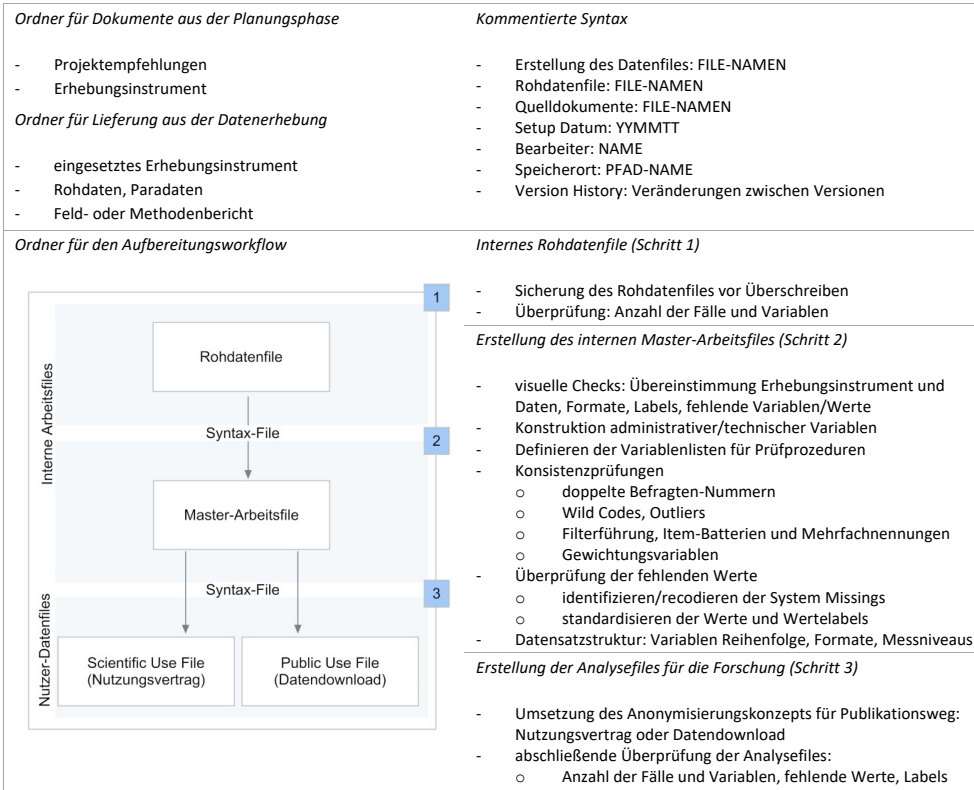 Ordner für Dokumente aus der Planungsphase
- Projektempfehlungen
- Erhebungsinstrument
Ordner für Lieferung aus der Datenerhebung
- eingesetztes Erhebungsinstrument
- Rohdaten, Paradaten
- Feld- oder Methodenbericht
Kommentierte Syntax
- Erstellung des Datenfiles: FILE-NAMEN
- Rohdatenfile: FILE-NAMEN
- Quelldokumente: FILE-NAMEN
- Setup Datum: YYMMTT
- Bearbeiter: NAME
- Speicherort: PFAD-NAME
- Version History: Veränderungen zwischen Versionen
Ordner für den Aufbereitungsworkflow
1
Interne Arbeitsfiles
Rohdatenfile
Syntax-File
2
Master-Arbeitsfile
Syntax-File
3
Nutzer-Datenfiles
Scientific Use File
(Nutzungsvertrag)
Public Use File
(Datendownload)
Internes Rohdatenfile (Schritt 1)
- Sicherung des Rohdatenfiles vor Überschreiben
- Überprüfung: Anzahl der Fälle und Variablen
Erstellung des internen Master-Arbeitsfiles (Schritt 2)
- visuelle Checks: Übereinstimmung Erhebungsinstrument und
Daten, Formate, Labels, fehlende Variablen/Werte
- Konstruktion administrativer/technischer Variablen
- Definieren der Variablenlisten für Prüfprozeduren
- Konsistenzprüfungen
o doppelte Befragten-Nummern
o Wild Codes, Outliers
o Filterführung, Item-Batterien und Mehrfachnennungen
o Gewichtungsvariablen
- Überprüfung der fehlenden Werte
o identifizieren/recodieren der System Missings
o standardisieren der Werte und Wertelabels
- Datensatzstruktur: Variablen Reihenfolge, Formate, Messniveaus
Erstellung der Analysefiles für die Forschung (Schritt 3)
- Umsetzung des Anonymisierungskonzepts für Publikationsweg:
Nutzungsvertrag oder Datendownload
- abschließende Überprüfung der Analysefiles:
o Anzahl der Fälle und Variablen, fehlende Werte, Labels